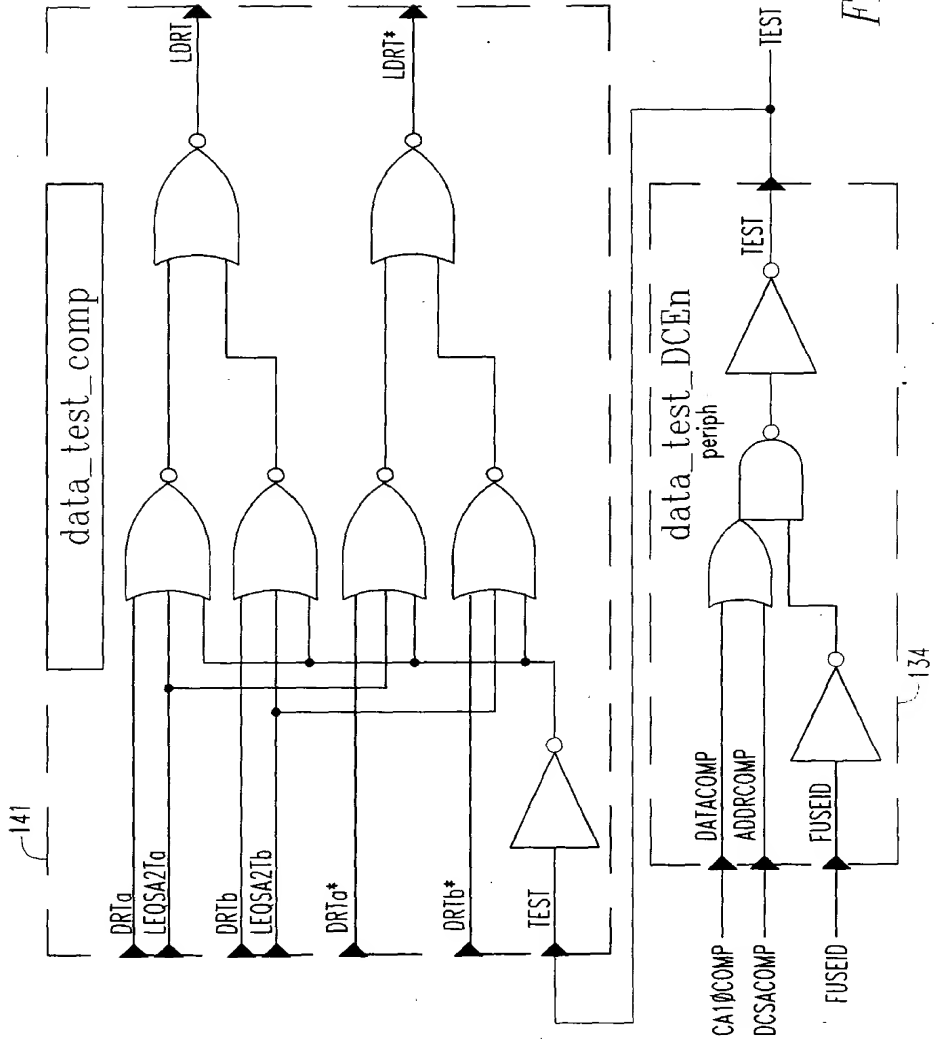 141
data_test_comp
DRTa
LEQSA2Ta
DRTb
LEQSA2Tb
DRTa*
DRTb*
TEST
LDRT
LDRT*
data_test_DCEn
periph
CA1ØCOMP
DATACOMP
DCSACOMP
ADDRCOMP
FUSEID
FUSEID
TEST
TEST
134